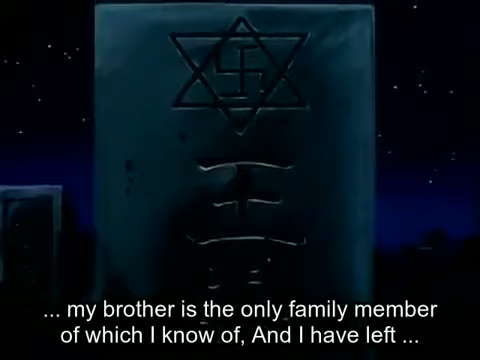 ... my brother is the only family member
of which I know of, And I have left ...